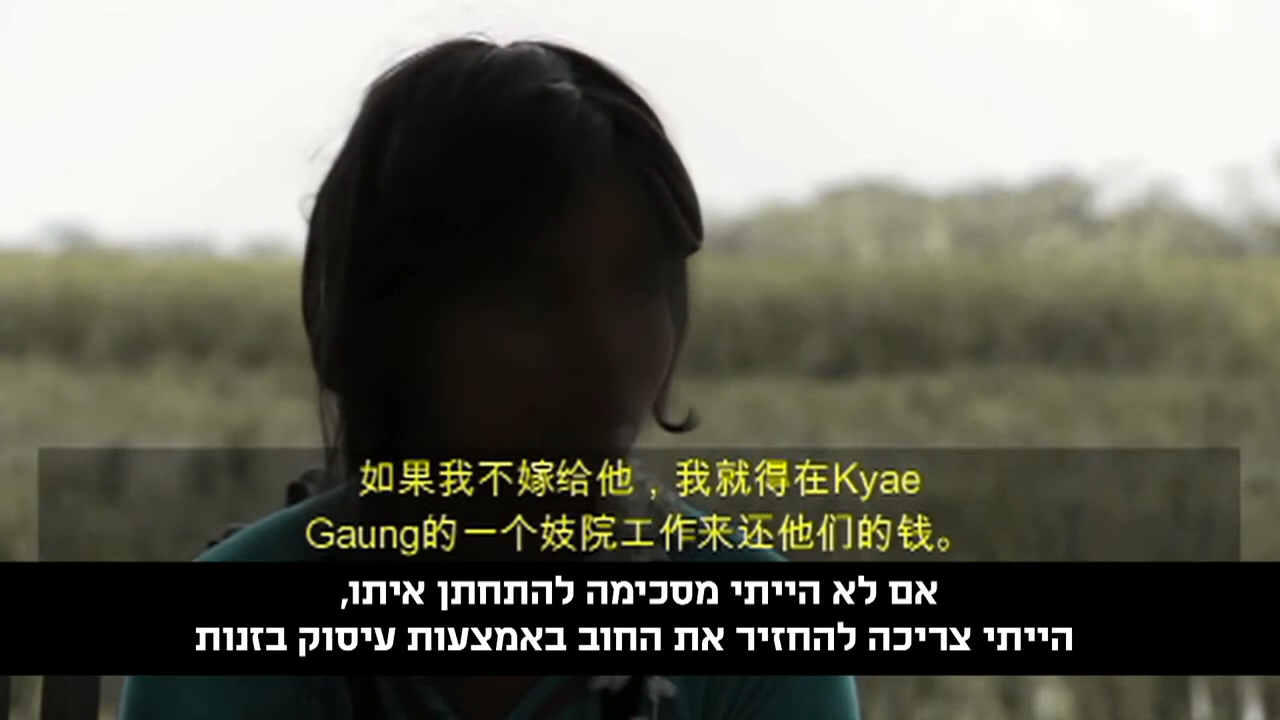 如果我不嫁给他，我就得在Kyae
Gaung的一个妓院工作来还他们的钱。
אם לא הייתי מסכימה להתחתן איתו,
הייתי צריכה להחזיר את החוב באמצעות עיסוק בזנות